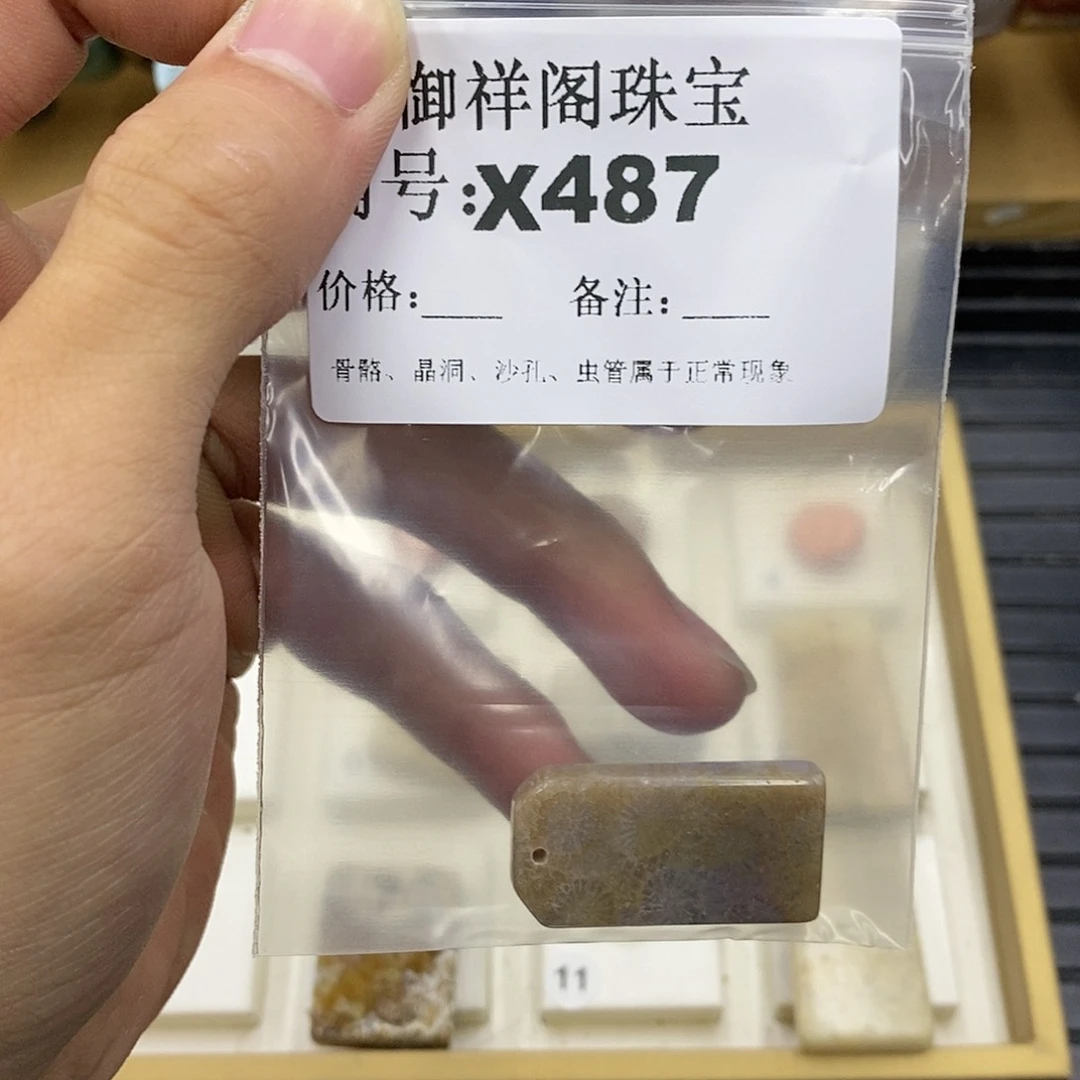 御祥阁珠宝
号:X487
价格:____ 备注:____
骨骼、晶洞、沙孔、虫管属于正常现象
11